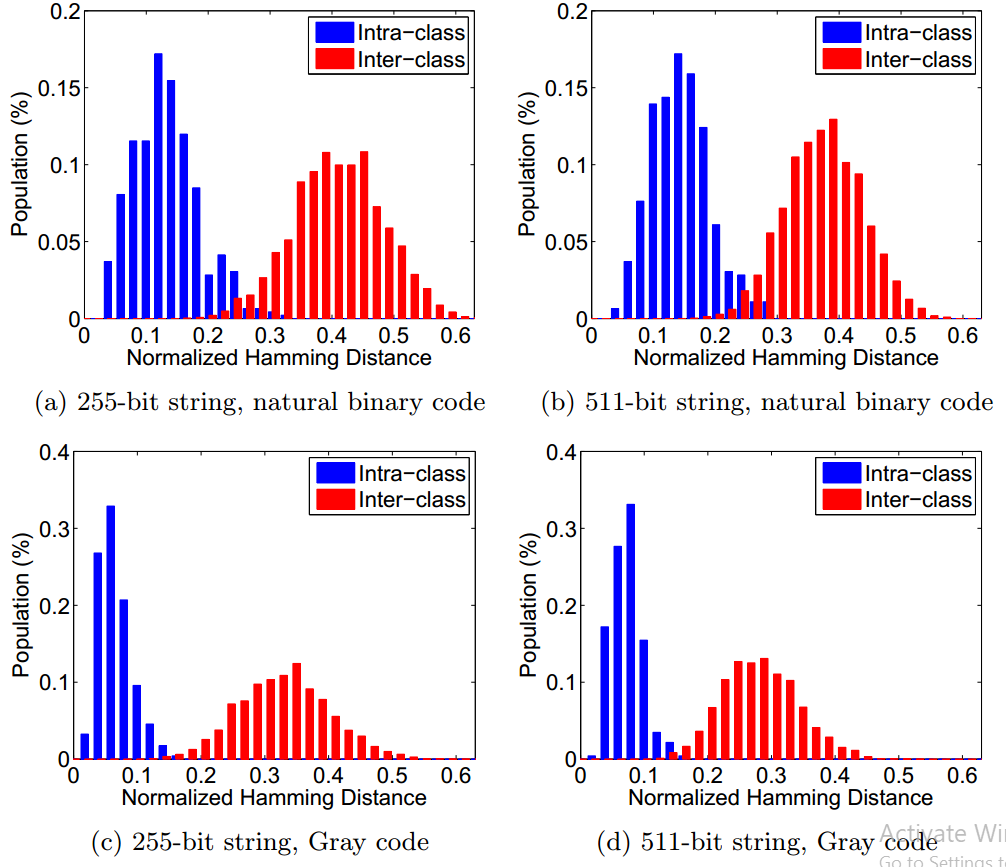 0.2
0.15
0.1
0.05
0
Population (%)
Intra-class
Inter-class
0 0.1 0.2 0.3 0.4 0.5 0.6
Normalized Hamming Distance
(a) 255-bit string, natural binary code
0.2
0.15
0.1
0.05
0
Population (%)
Intra-class
Inter-class
0 0.1 0.2 0.3 0.4 0.5 0.6
Normalized Hamming Distance
(b) 511-bit string, natural binary code
0.4
0.3
0.2
0.1
0
Population (%)
Intra-class
Inter-class
0 0.1 0.2 0.3 0.4 0.5 0.6
Normalized Hamming Distance
(c) 255-bit string, Gray code
0.4
0.3
0.2
0.1
0
Population (%)
Intra-class
Inter-class
0 0.1 0.2 0.3 0.4 0.5 0.6
Normalized Hamming Distance
(d) 511-bit string, Gray code
Activate Wi
Go to Settings t